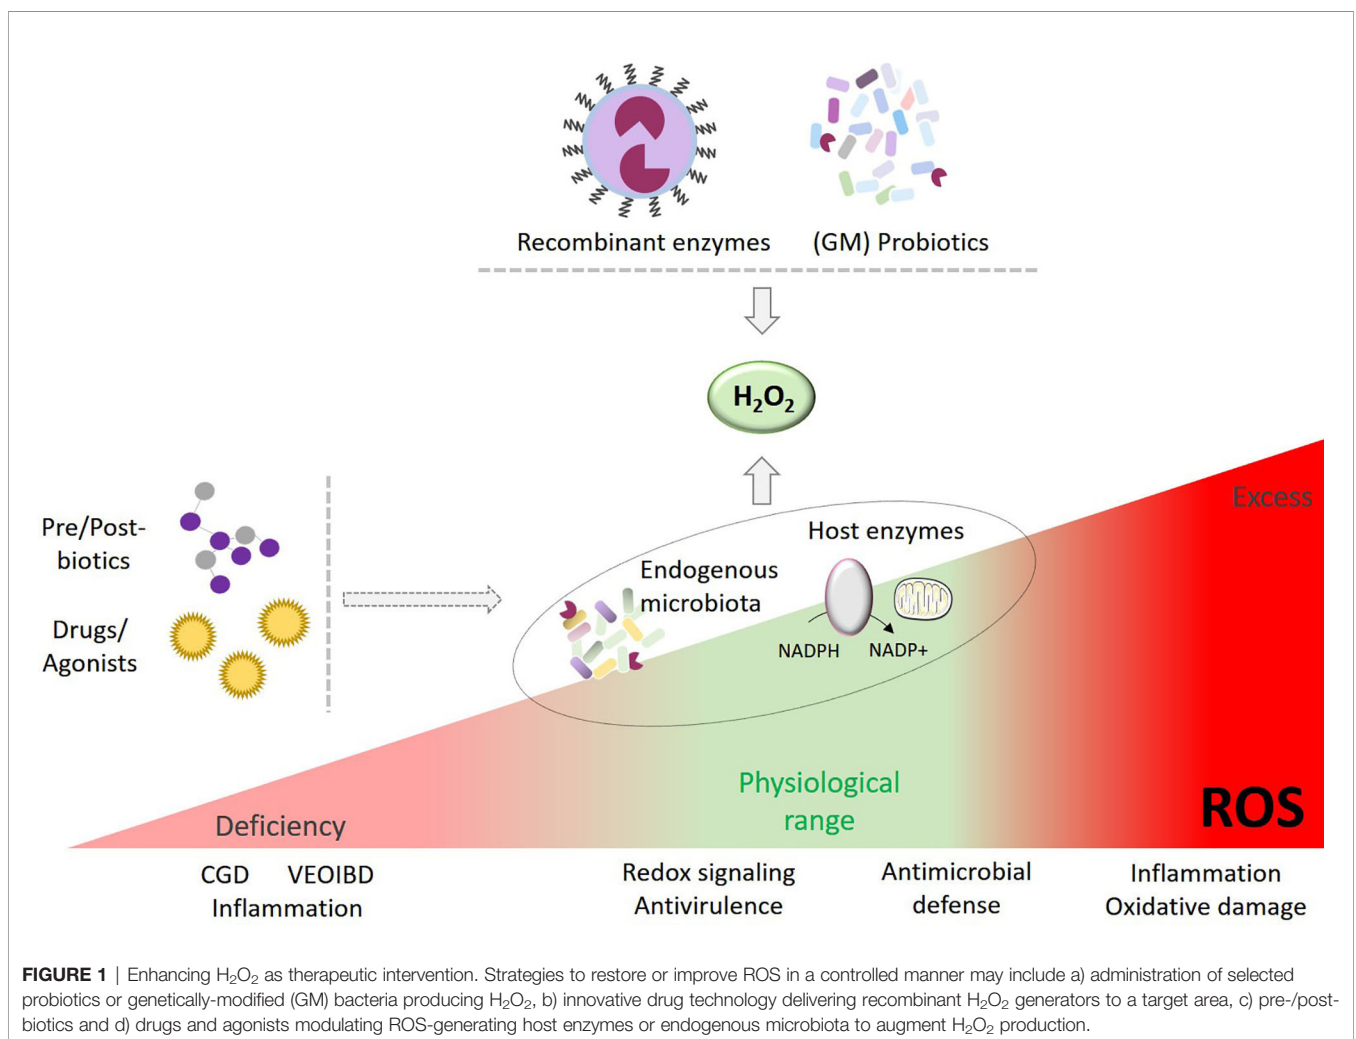 Recombinant enzymes
(GM) Probiotics
H₂O₂
Excess
Host enzymes
Pre/Post-
biotics
Endogenous
microbiota
Drugs/
Agonists
NADPH
NADP+
Physiological
range
ROS
Deficiency
CGD
VEOIBD
Inflammation
Redox signaling
Antivirulence
Antimicrobial
defense
Inflammation
Oxidative damage
FIGURE 1 | Enhancing H₂O₂ as therapeutic intervention. Strategies to restore or improve ROS in a controlled manner may include a) administration of selected
probiotics or genetically-modified (GM) bacteria producing H₂O₂, b) innovative drug technology delivering recombinant H₂O₂ generators to a target area, c) pre-/post-
biotics and d) drugs and agonists modulating ROS-generating host enzymes or endogenous microbiota to augment H₂O₂ production.